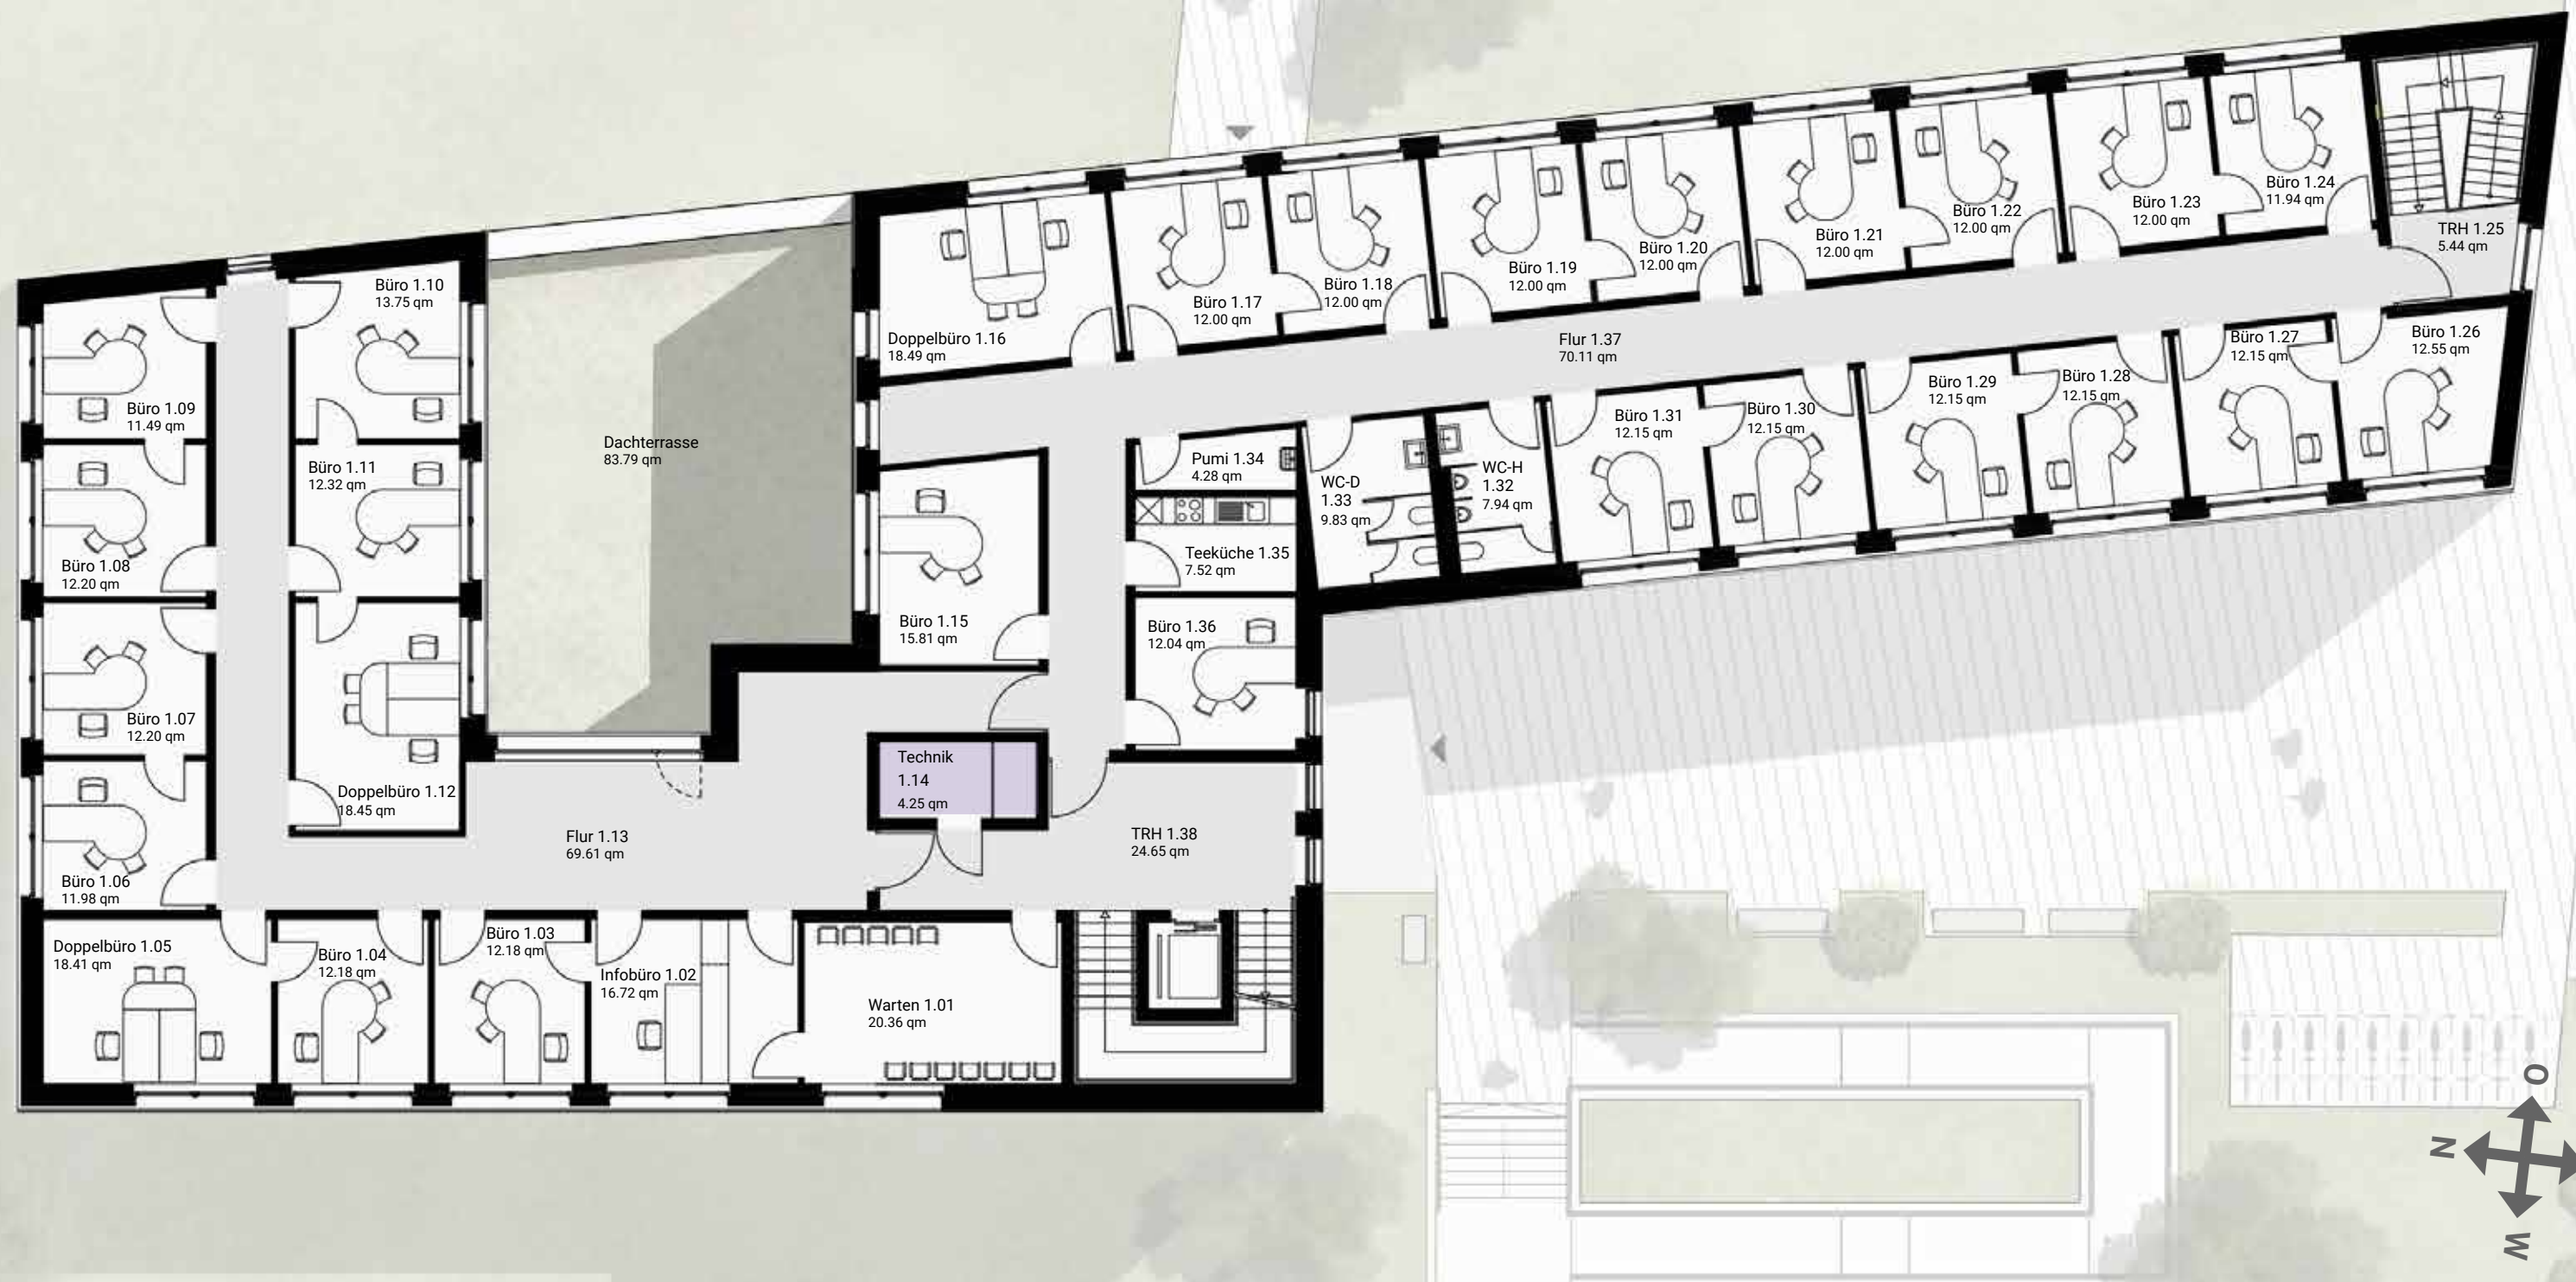 Büro 1.10
13.75 qm
Büro 1.09
11.49 qm
Büro 1.11
12.32 qm
Büro 1.08
12.20 qm
Büro 1.07
12.20 qm
Doppelbüro 1.12
18.45 qm
Büro 1.06
11.98 qm
Doppelbüro 1.05
18.41 qm
Büro 1.04
12.18 qm
Büro 1.03
12.18 qm
Infobüro 1.02
16.72 qm
Warten 1.01
20.36 qm
Flur 1.13
69.61 qm
Dachterrasse
83.79 qm
Technik
1.14
4.25 qm
TRH 1.38
24.65 qm
Büro 1.15
15.81 qm
Doppelbüro 1.16
18.49 qm
Büro 1.17
12.00 qm
Büro 1.18
12.00 qm
Büro 1.19
12.00 qm
Büro 1.20
12.00 qm
Büro 1.21
12.00 qm
Büro 1.22
12.00 qm
Büro 1.23
12.00 qm
Büro 1.24
11.94 qm
TRH 1.25
5.44 qm
Flur 1.37
70.11 qm
Büro 1.26
12.55 qm
Büro 1.27
12.15 qm
Büro 1.28
12.15 qm
Büro 1.29
12.15 qm
Büro 1.30
12.15 qm
Büro 1.31
12.15 qm
WC-H
1.32
7.94 qm
WC-D
1.33
9.83 qm
Pumi 1.34
4.28 qm
Teeküche 1.35
7.52 qm
Büro 1.36
12.04 qm
O
N
W